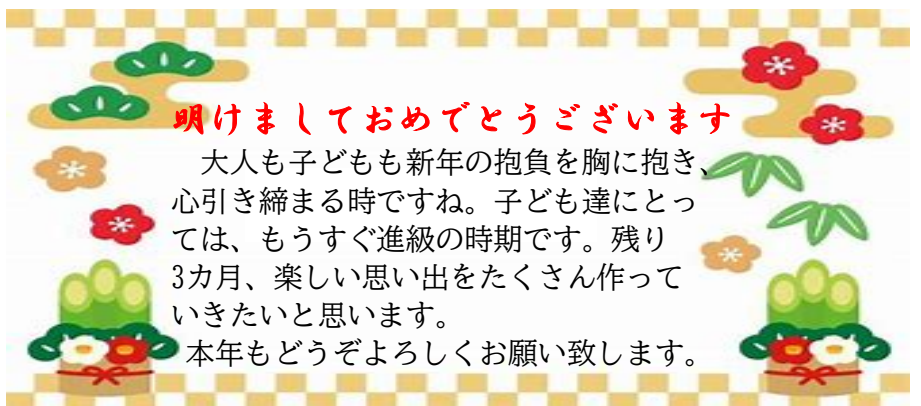 明けましておめでとうございます
　大人も子どもも新年の抱負を胸に抱き、
心引き締まる時ですね。子ども達にとっ
ては、もうすぐ進級の時期です。残り
3カ月、楽しい思い出をたくさん作って
いきたいと思います。
 本年もどうぞよろしくお願い致します。